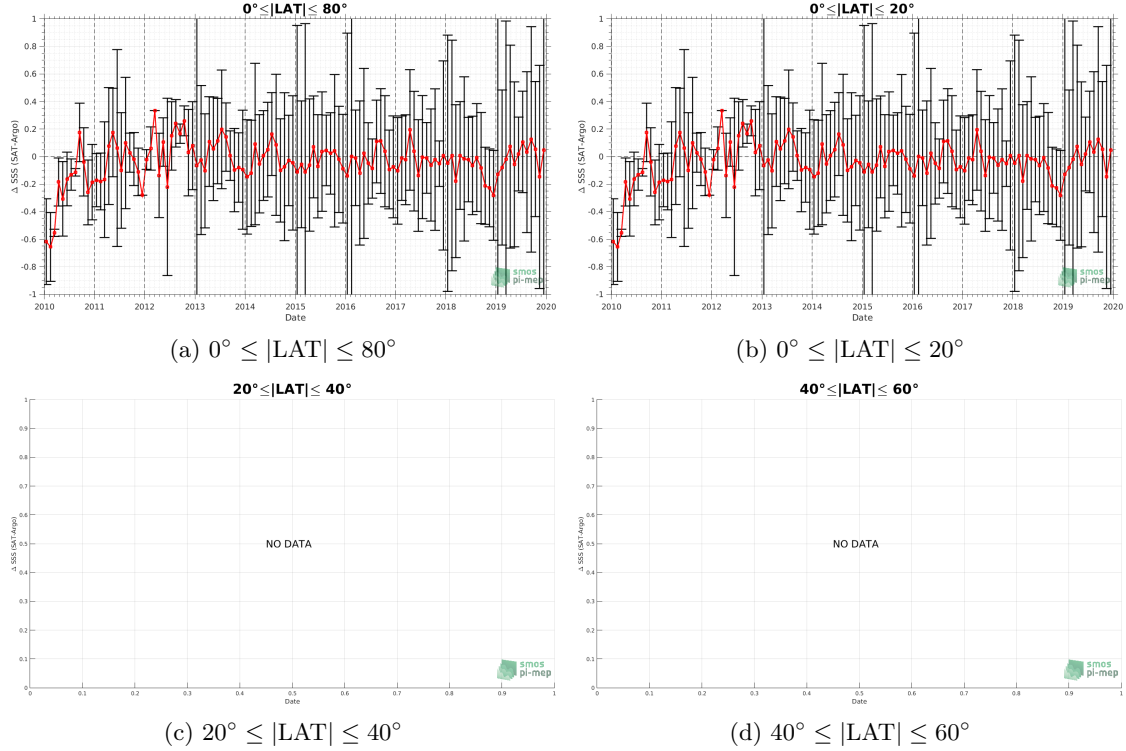 0°≤|LAT|≤ 80°
Δ SSS (SAT-Argo)
1
0.8
0.6
0.4
0.2
0
-0.2
-0.4
-0.6
-0.8
-1
2010 2011 2012 2013 2014 2015 2016 2017 2018 2019 2020
Date
smos
pi-mep
(a) 0° ≤ |LAT| ≤ 80°
0°≤|LAT|≤ 20°
Δ SSS (SAT-Argo)
1
0.8
0.6
0.4
0.2
0
-0.2
-0.4
-0.6
-0.8
-1
2010 2011 2012 2013 2014 2015 2016 2017 2018 2019 2020
Date
smos
pi-mep
(b) 0° ≤ |LAT| ≤ 20°
20°≤|LAT|≤ 40°
Δ SSS (SAT-Argo)
1
0.9
0.8
0.7
0.6
0.5
0.4
0.3
0.2
0.1
0
NO DATA
0 0.1 0.2 0.3 0.4 0.5 0.6 0.7 0.8 0.9 1
Date
smos
pi-mep
(c) 20° ≤ |LAT| ≤ 40°
40°≤|LAT|≤ 60°
Δ SSS (SAT-Argo)
1
0.9
0.8
0.7
0.6
0.5
0.4
0.3
0.2
0.1
0
NO DATA
0 0.1 0.2 0.3 0.4 0.5 0.6 0.7 0.8 0.9 1
Date
smos
pi-mep
(d) 40° ≤ |LAT| ≤ 60°